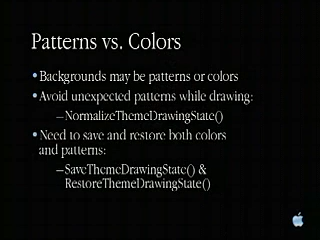 Patterns vs. Colors
• Backgrounds may be patterns or colors
• Avoid unexpected patterns while drawing:
– NormalizeThemeDrawingState()
• Need to save and restore both colors
and patterns:
– SaveThemeDrawingState() &
RestoreThemeDrawingState()